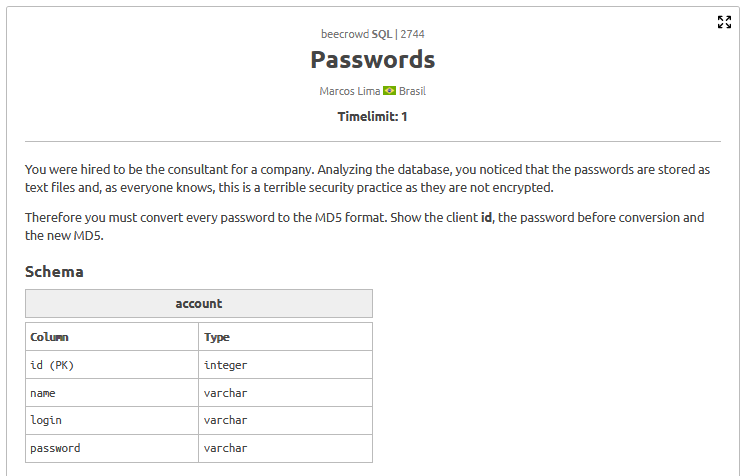 beecrowd SQL | 2744
Passwords
Marcos Lima Brasil
Timelimit: 1
You were hired to be the consultant for a company. Analyzing the database, you noticed that the passwords are stored as
text files and, as everyone knows, this is a terrible security practice as they are not encrypted.
Therefore you must convert every password to the MD5 format. Show the client id, the password before conversion and
the new MD5.
Schema
account
Column Type
id (PK) integer
name varchar
login varchar
password varchar